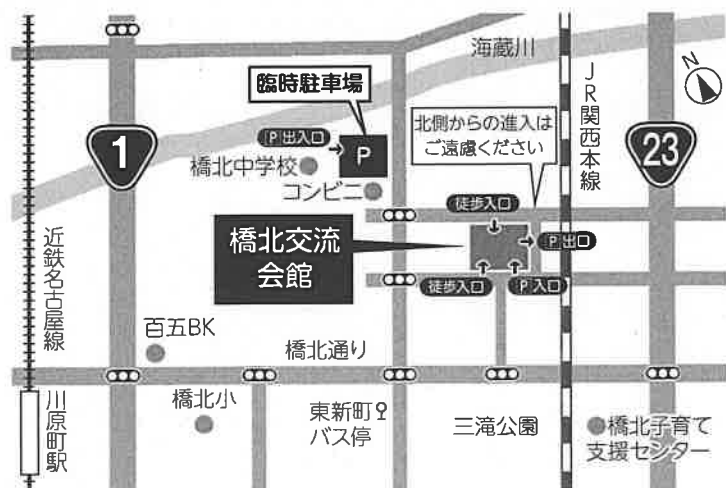 海蔵川
N
臨時駐車場
JR関西本線
1
P 出入口
P
北側からの進入は
ご遠慮ください
23
橋北中学校
コンビニ
徒歩入口
橋北交流
会館
P 出口
近鉄名古屋線
徒歩入口
P 入口
百五BK
橋北通り
川原町駅
橋北小
東新町
バス停
三滝公園
橋北子育て
支援センター